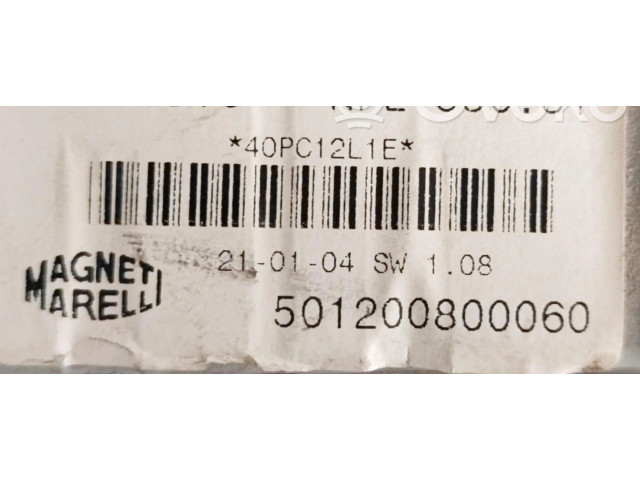 *40PC12L1E*
21-01-04 SW 1.08
MAGNETI
MARELLI
501200800060